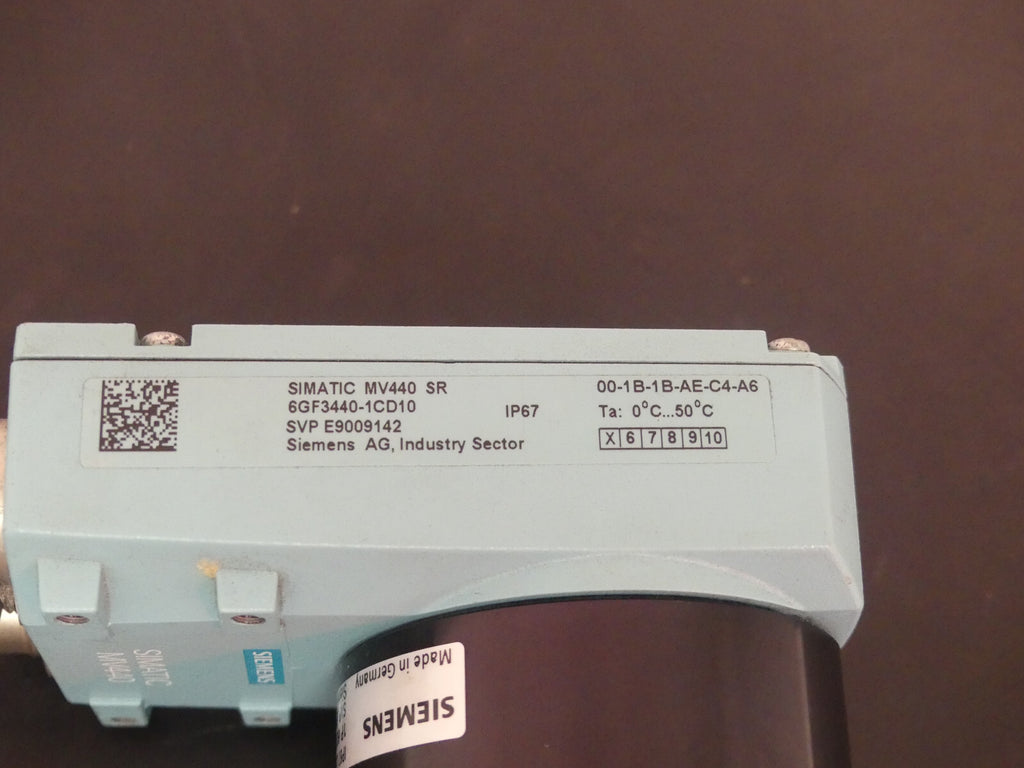 SIMATIC MV440 SR
6GF3440-1CD10
SVP E9009142
Siemens AG, Industry Sector
IP67
00-1B-1B-AE-C4-A6
Ta: 0°C...50°C
X 6 7 8 9 10
SIEMENS
SIMATIC
MV440
Made in Germany
SIEMENS